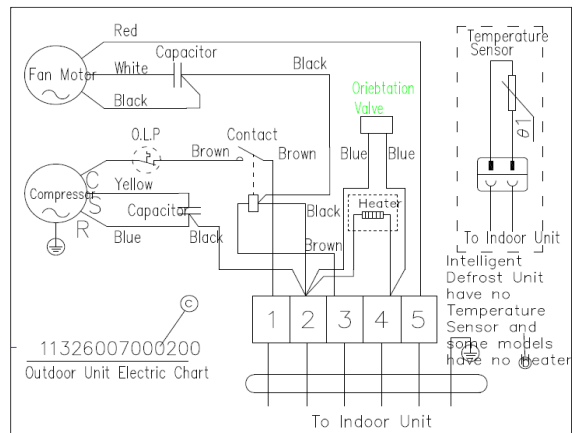 Red
Capacitor
Temperature
Sensor
Fan Motor
White
Black
Black
Oriebtation
Valve
θ1
O.L.P
Contact
Brown
Brown
Blue
Blue
C
Compressor
Yellow
S
Capacitor
R
Blue
Black
Black
Heater
Brown
To Indoor Unit
Intelligent
Defrost Unit
have no
Temperature
Sensor and
some models
have no Heater
1 2 3 4 5
C
11326007000200
Outdoor Unit Electric Chart
To Indoor Unit